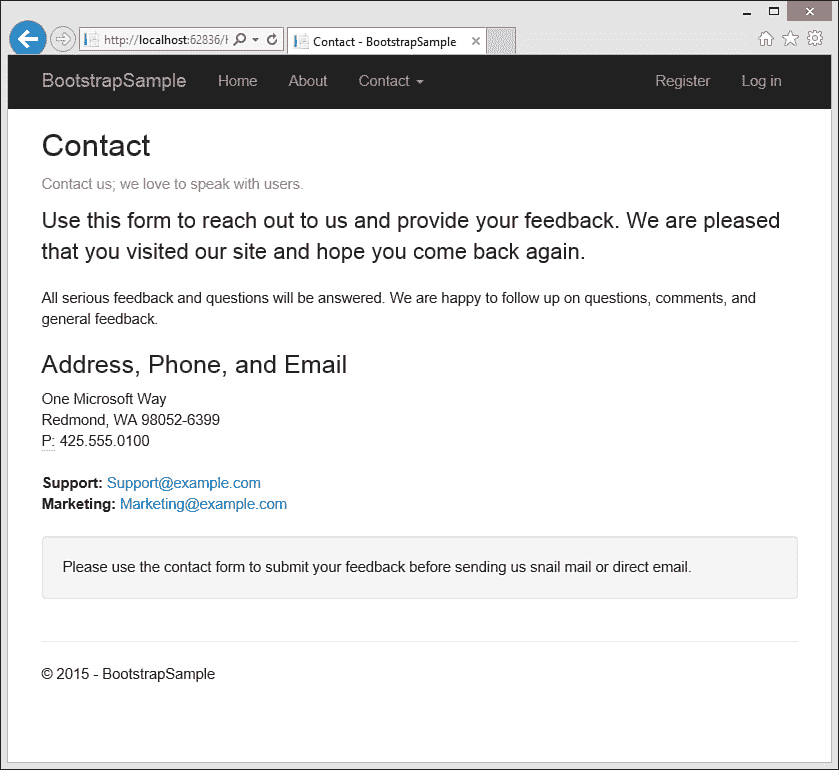 http://localhost:62836/
Contact - BootstrapSample
BootstrapSample Home About Contact Register Log in
Contact
Contact us; we love to speak with users.
Use this form to reach out to us and provide your feedback. We are pleased
that you visited our site and hope you come back again.
All serious feedback and questions will be answered. We are happy to follow up on questions, comments, and
general feedback.
Address, Phone, and Email
One Microsoft Way
Redmond, WA 98052-6399
P: 425.555.0100
Support: Support@example.com
Marketing: Marketing@example.com
Please use the contact form to submit your feedback before sending us snail mail or direct email.
© 2015 - BootstrapSample